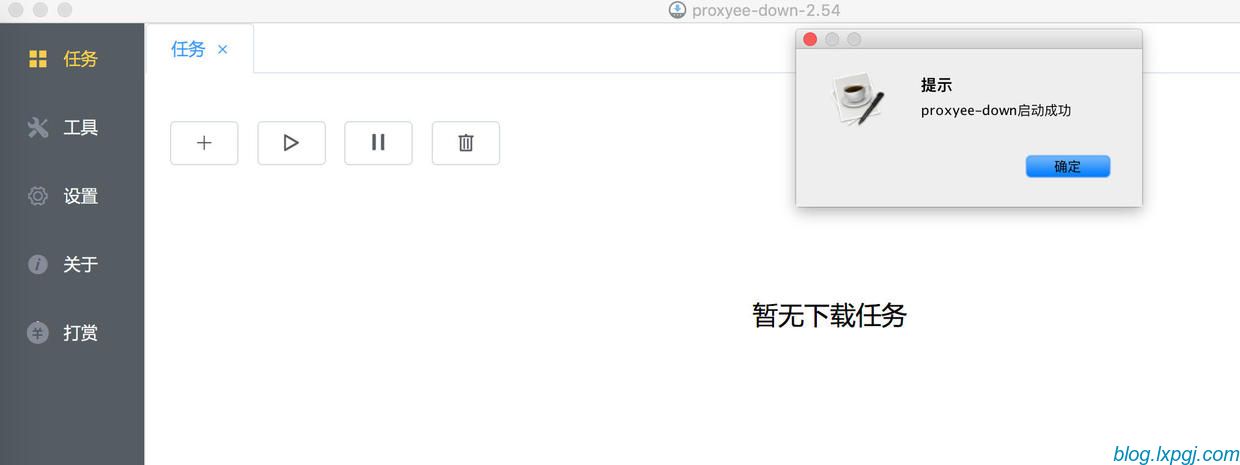 proxyee-down-2.54
任务
工具
设置
关于
打赏
任务 ×
提示
proxyee-down启动成功
确定
暂无下载任务
blog.lxpgj.com